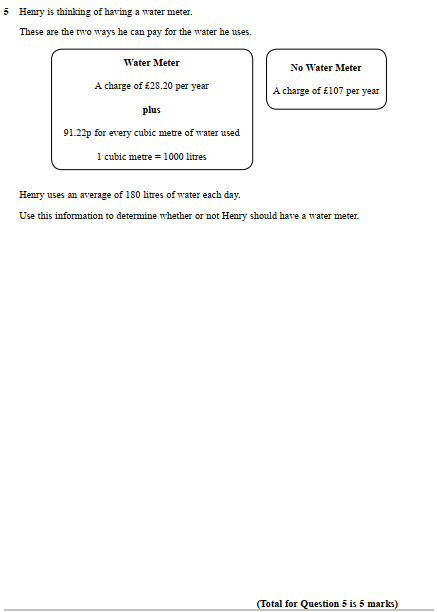 5 Henry is thinking of having a water meter.
These are the two ways he can pay for the water he uses.
Water Meter
A charge of £28.20 per year
plus
91.22p for every cubic metre of water used
1 cubic metre = 1000 litres
No Water Meter
A charge of £107 per year
Henry uses an average of 180 litres of water each day.
Use this information to determine whether or not Henry should have a water meter.
(Total for Question 5 is 5 marks)